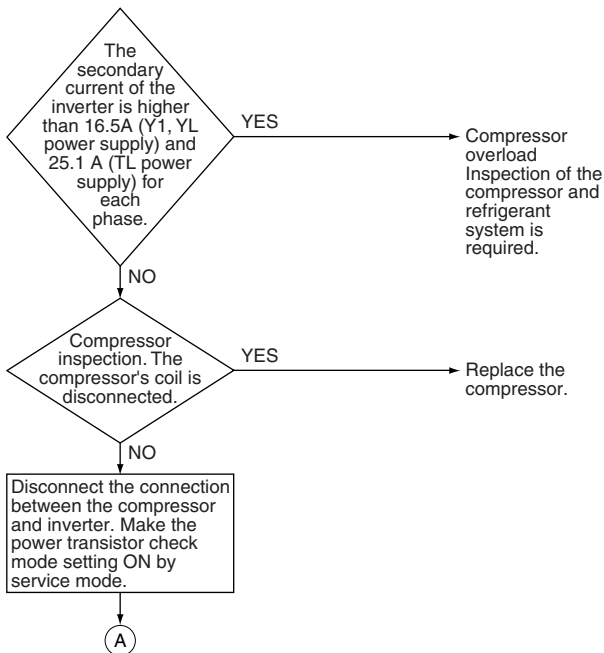 The
secondary
current of the
inverter is higher
than 16.5A (Y1, YL
power supply) and
25.1 A (TL power
supply) for
each
phase.
YES
Compressor
overload
Inspection of the
compressor and
refrigerant
system is
required.
NO
Compressor
inspection. The
compressor's coil is
disconnected.
YES
Replace the
compressor.
NO
Disconnect the connection
between the compressor
and inverter. Make the
power transistor check
mode setting ON by
service mode.
A